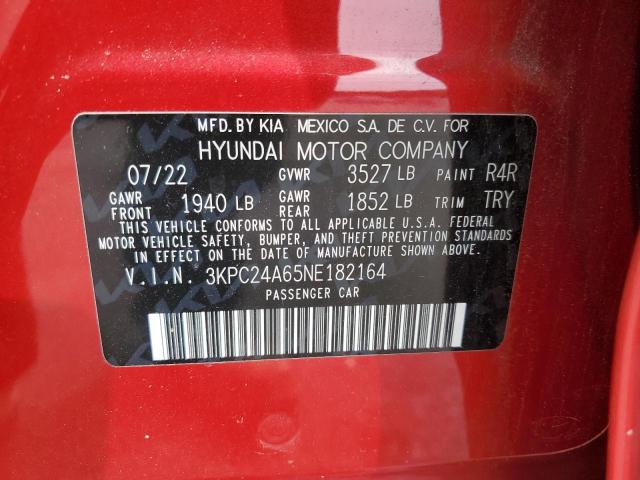 MFD. BY KIA MEXICO S.A. DE C.V. FOR
HYUNDAI MOTOR COMPANY
07/22 GVWR 3527 LB PAINT R4R
GAWR FRONT 1940 LB GAWR REAR 1852 LB TRIM TRY
THIS VEHICLE CONFORMS TO ALL APPLICABLE U.S.A. FEDERAL
MOTOR VEHICLE SAFETY, BUMPER, AND THEFT PREVENTION STANDARDS
IN EFFECT ON THE DATE OF MANUFACTURE SHOWN ABOVE.
V.I.N. 3KPC24A65NE182164
PASSENGER CAR